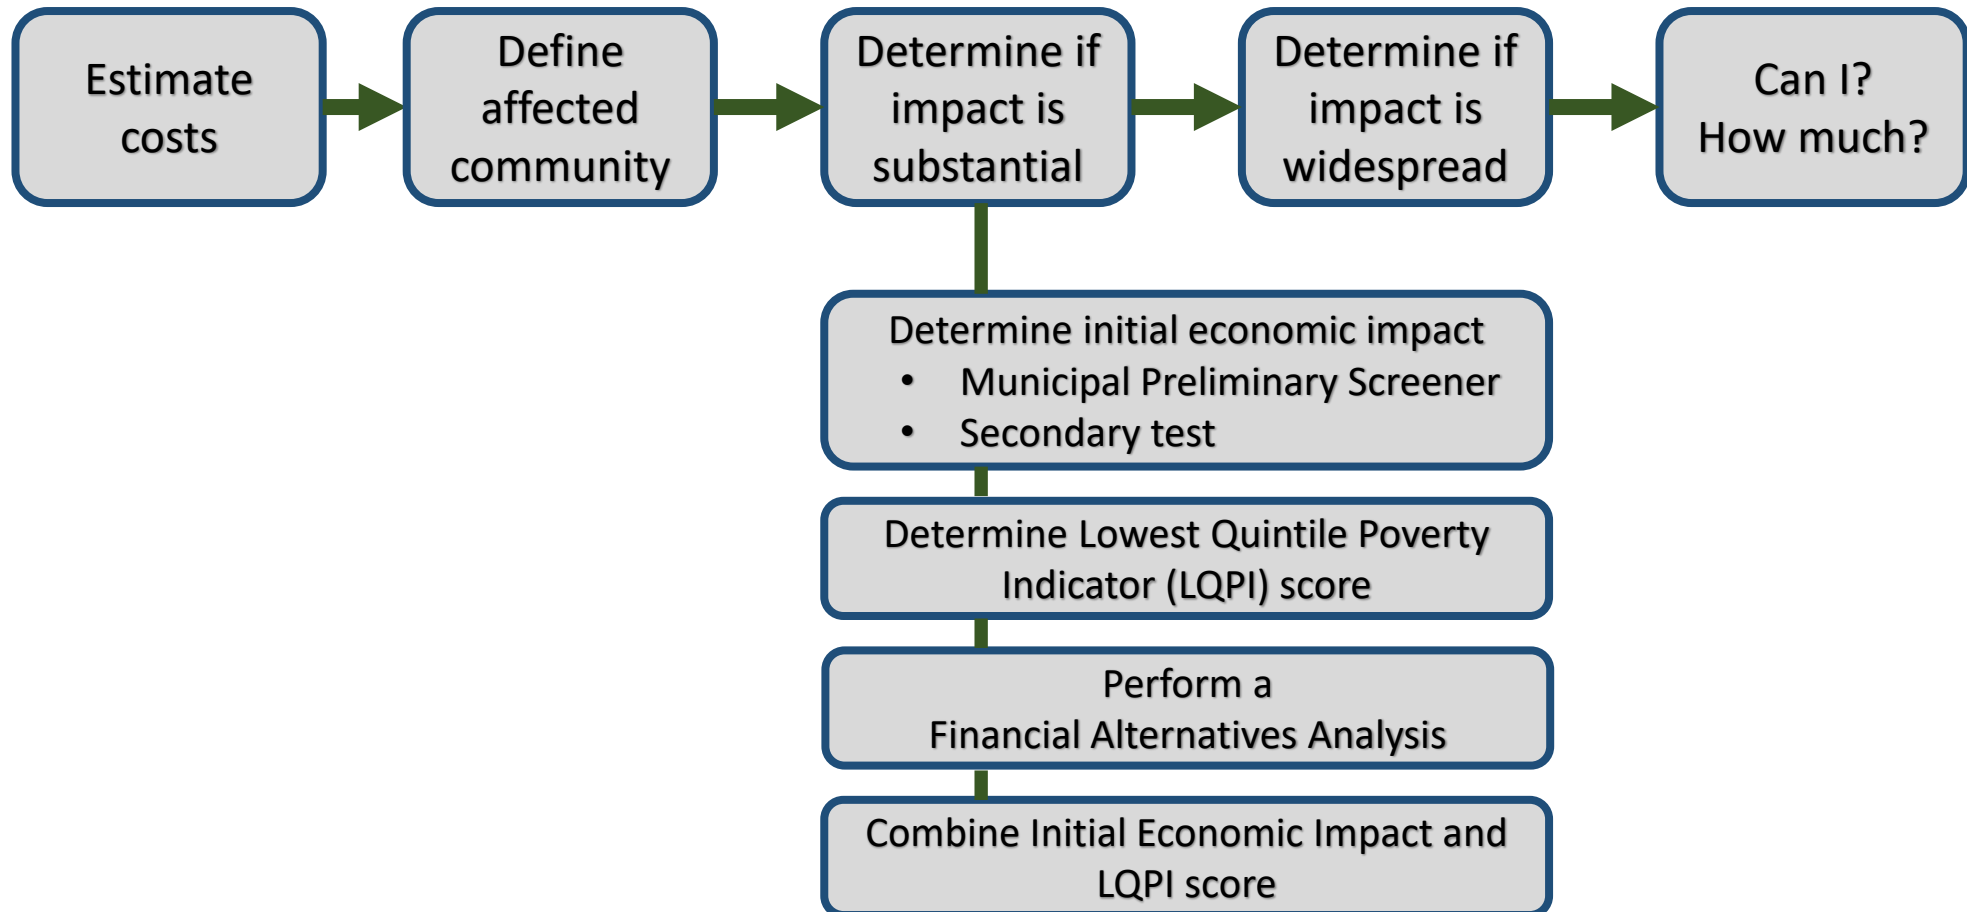 Estimate
costs
Define
affected
community
Determine if
impact is
substantial
Determine if
impact is
widespread
Can I?
How much?
Determine initial economic impact
• Municipal Preliminary Screener
• Secondary test
Determine Lowest Quintile Poverty
Indicator (LQPI) score
Perform a
Financial Alternatives Analysis
Combine Initial Economic Impact and
LQPI score